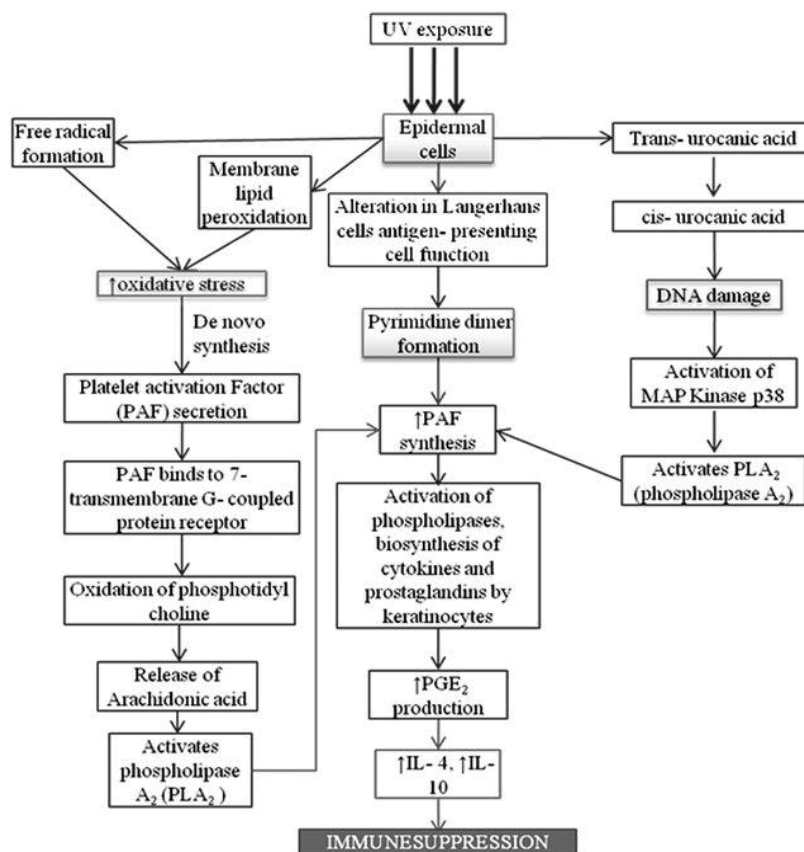 UV exposure
Free radical
formation
Epidermal
cells
Trans- urocanic acid
Membrane
lipid
peroxidation
Alteration in Langerhans
cells antigen- presenting
cell function
cis- urocanic acid
↑oxidative stress
DNA damage
De novo
synthesis
Pyrimidine dimer
formation
Platelet activation Factor
(PAF) secretion
Activation of
MAP Kinase p38
↑PAF
synthesis
PAF binds to 7-
transmembrane G- coupled
protein receptor
Activates PLA₂
(phospholipase A₂)
Activation of
phospholipases,
biosynthesis of
cytokines and
prostaglandins by
keratinocytes
Oxidation of phosphotidyl
choline
Release of
Arachidonic acid
↑PGE₂
production
Activates
phospholipase
A₂ (PLA₂ )
↑IL- 4, ↑IL-
10
IMMUNESUPPRESSION